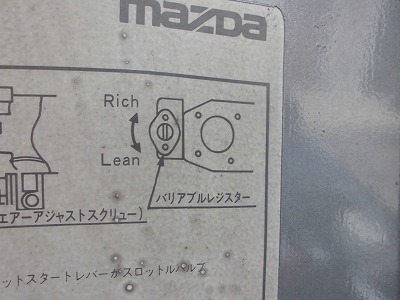 mazda
Rich
Lean
バリアブルレジスター
エアーアジャストスクリュー)
ットスタートレバーがスロットルバルブ